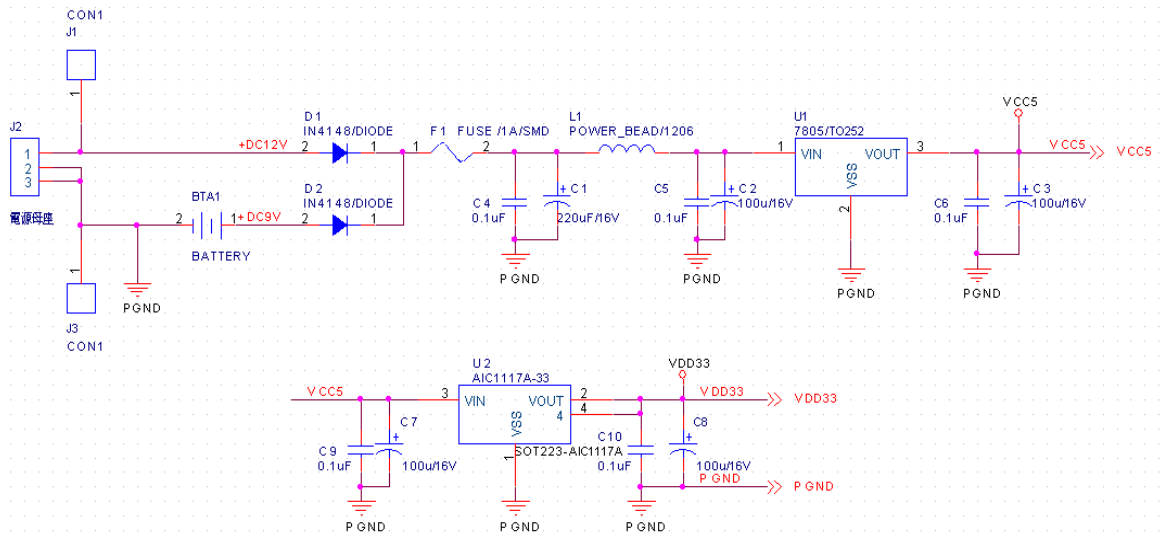 CON1
J1
1
J2
1
2
3
電源母座
+DC12V
D1
IN4148/DIODE
2
1
F1 FUSE /1A/SMD
1
2
L1
POWER_BEAD/1206
U1
7805/TO252
1
VIN
VOUT
3
VSS
2
VCC5
VCC5
VCC5
BTA1
2
1
+DC9V
BATTERY
D2
IN4148/DIODE
2
1
C4
0.1uF
C1
+
220uF/16V
C5
0.1uF
C2
+
100u/16V
C6
0.1uF
C3
+
100u/16V
PGND
PGND
PGND
PGND
PGND
1
J3
CON1
U2
AIC1117A-33
VCC5
3
VIN
VOUT
2
4
4
VSS
1
SOT223-AIC1117A
VDD33
VDD33
VDD33
C9
0.1uF
C7
+
100u/16V
C10
0.1uF
C8
+
100u/16V
PGND
PGND
PGND
PGND
PGND